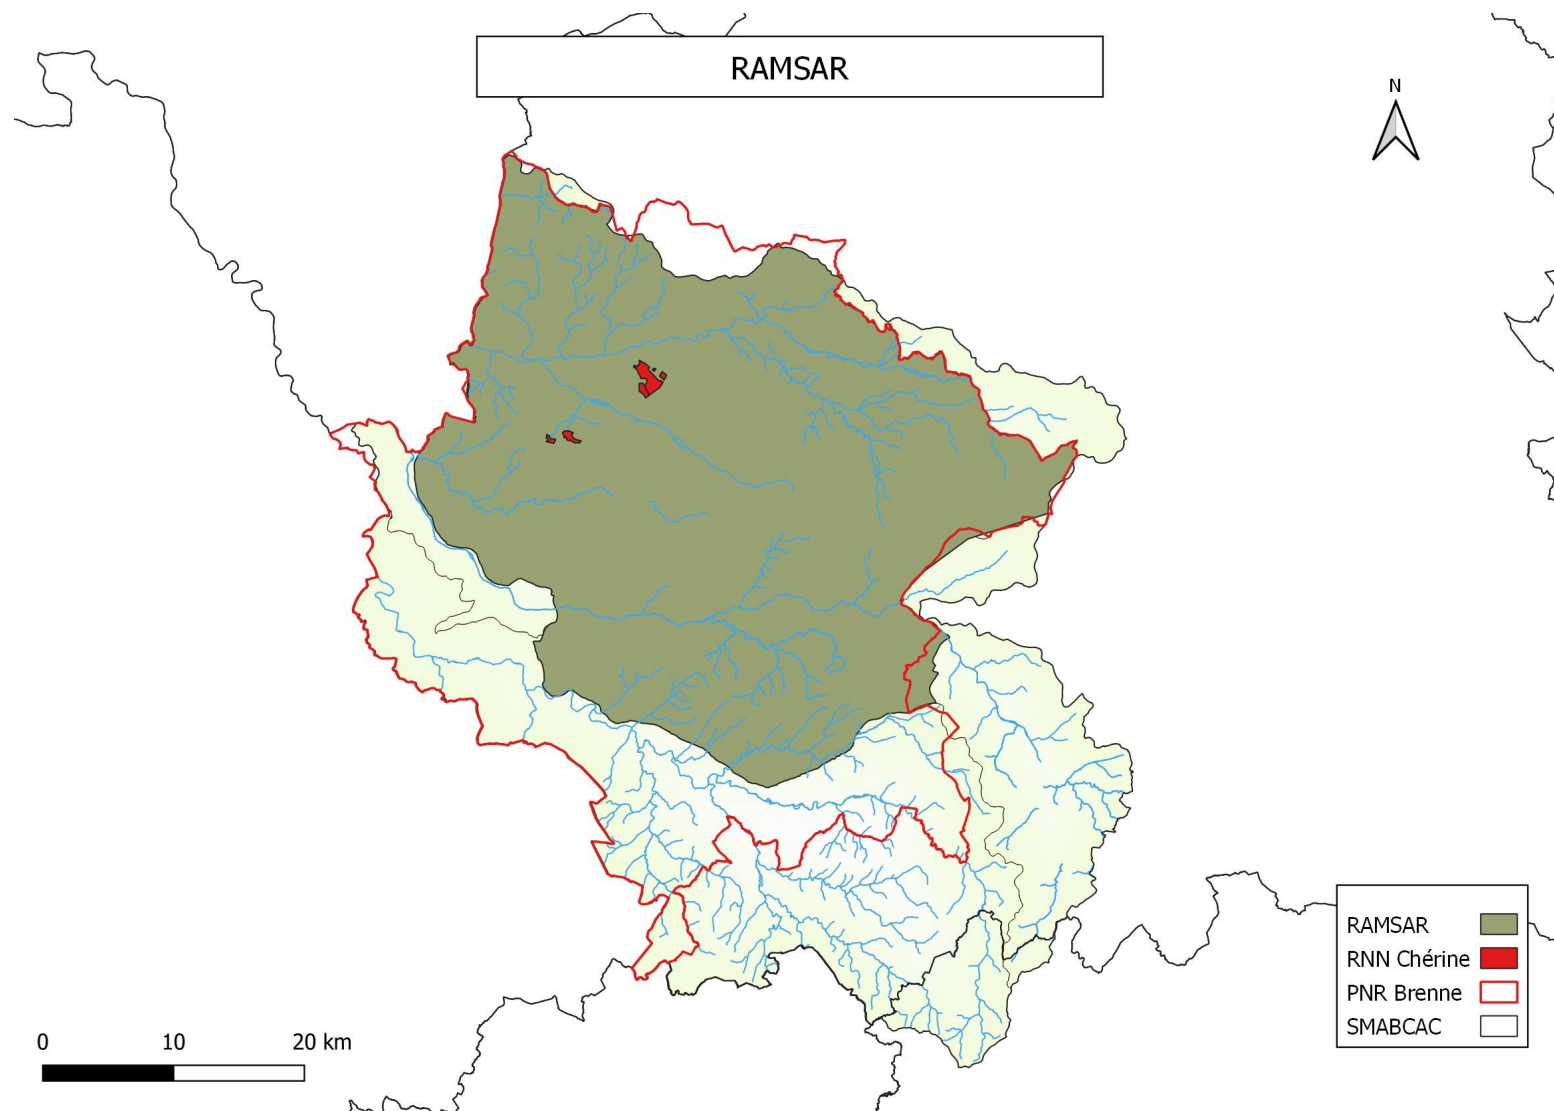 RAMSAR
N
RAMSAR
RNN Chérine
PNR Brenne
SMABCAC
0 10 20 km